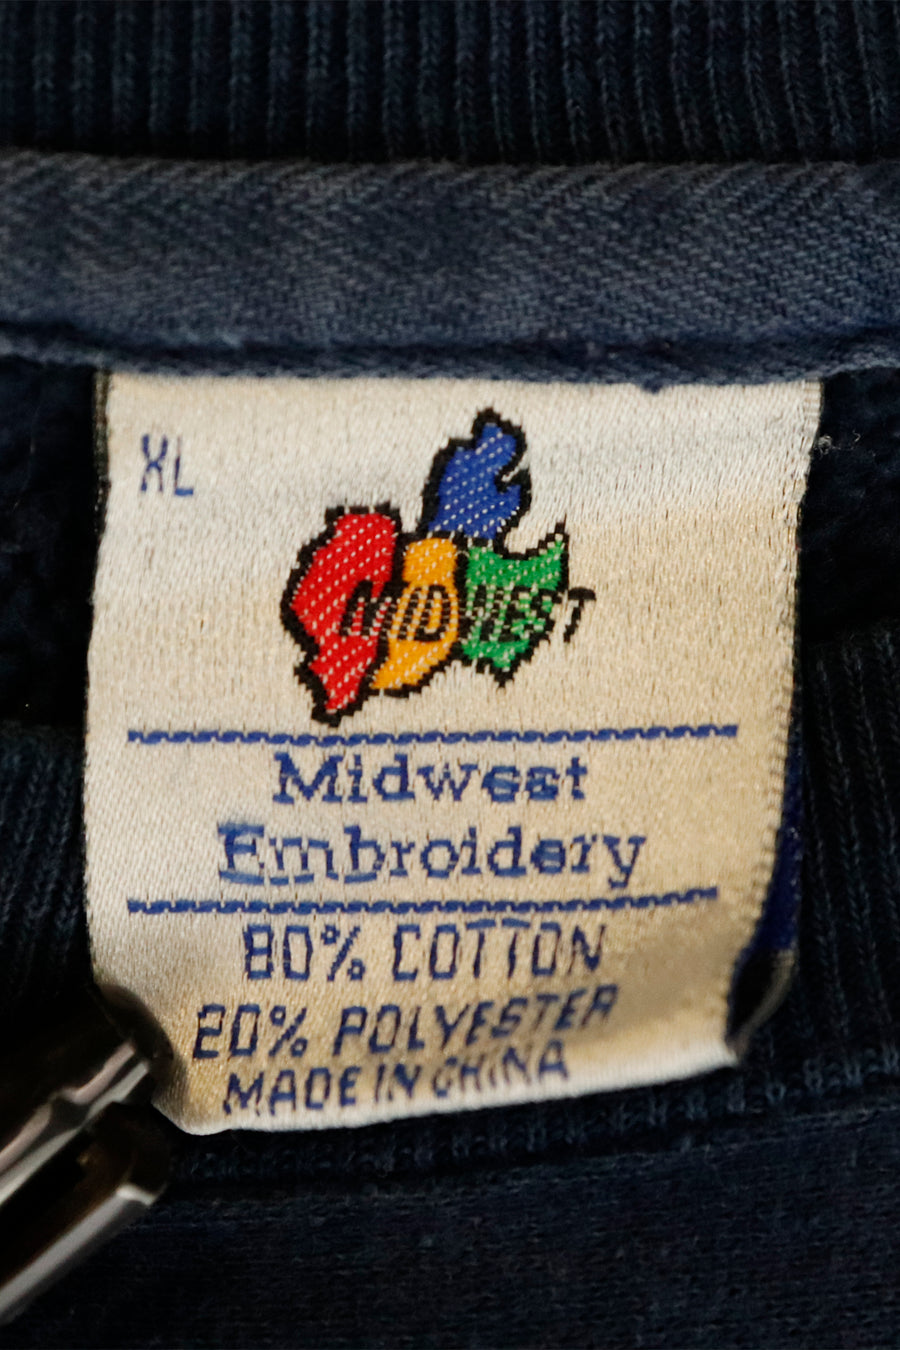 XL
MIDWEST
Midwest
Embroidery
80% COTTON
20% POLYESTER
MADE IN CHINA